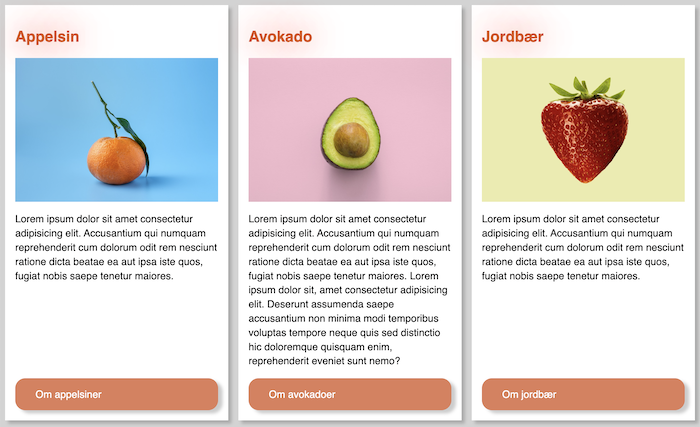 Appelsin
Lorem ipsum dolor sit amet consectetur
adipisicing elit. Accusantium qui numquam
reprehenderit cum dolorum odit rem nesciunt
ratione dicta beatae ea aut ipsa iste quos,
fugiat nobis saepe tenetur maiores.
Om appelsiner
Avokado
Lorem ipsum dolor sit amet consectetur
adipisicing elit. Accusantium qui numquam
reprehenderit cum dolorum odit rem nesciunt
ratione dicta beatae ea aut ipsa iste quos,
fugiat nobis saepe tenetur maiores. Lorem
ipsum dolor sit, amet consectetur adipisicing
elit. Deserunt assumenda saepe
accusantium non minima modi temporibus
voluptas tempore neque quis sed distinctio
hic doloremque quisquam enim,
reprehenderit eveniet sunt nemo?
Om avokadoer
Jordbær
Lorem ipsum dolor sit amet consectetur
adipisicing elit. Accusantium qui numquam
reprehenderit cum dolorum odit rem nesciunt
ratione dicta beatae ea aut ipsa iste quos,
fugiat nobis saepe tenetur maiores.
Om jordbær